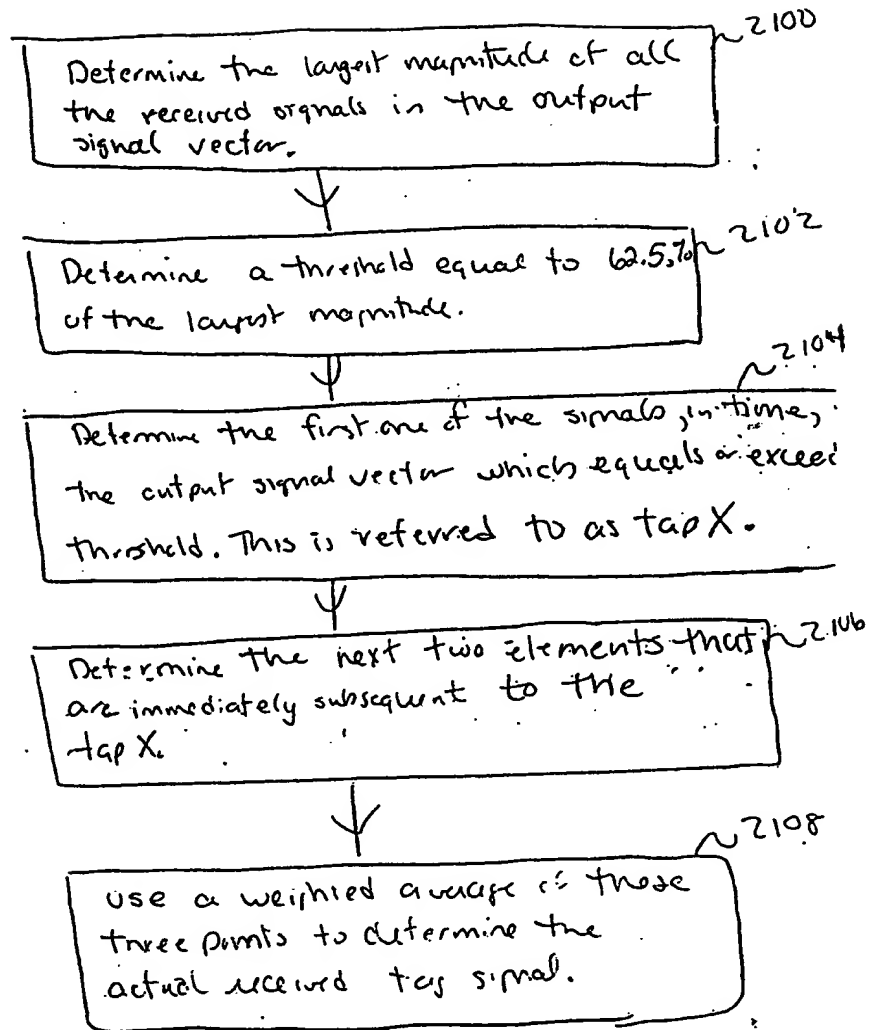 2100
Determine the largest magnitude of all
the received signals in the output
signal vector.
2102
Determine a threshold equal to 62.5%
of the largest magnitude.
2104
Determine the first one of the signals, in time,
the output signal vector which equals or exceed
threshold. This is referred to as tap X.
2106
Determine the next two elements that
are immediately subsequent to the
tap X.
2108
use a weighted average of those
three points to determine the
actual received tag signal.